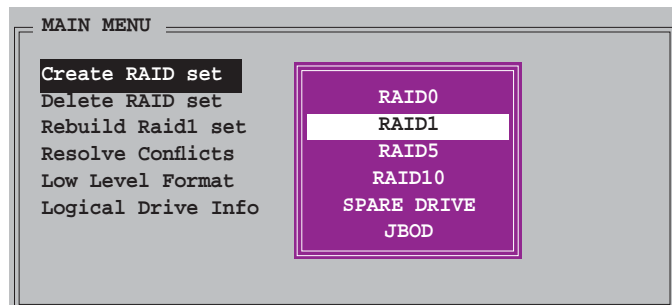 MAIN MENU
Create RAID set
Delete RAID set
Rebuild Raid1 set
Resolve Conflicts
Low Level Format
Logical Drive Info
RAID0
RAID1
RAID5
RAID10
SPARE DRIVE
JBOD